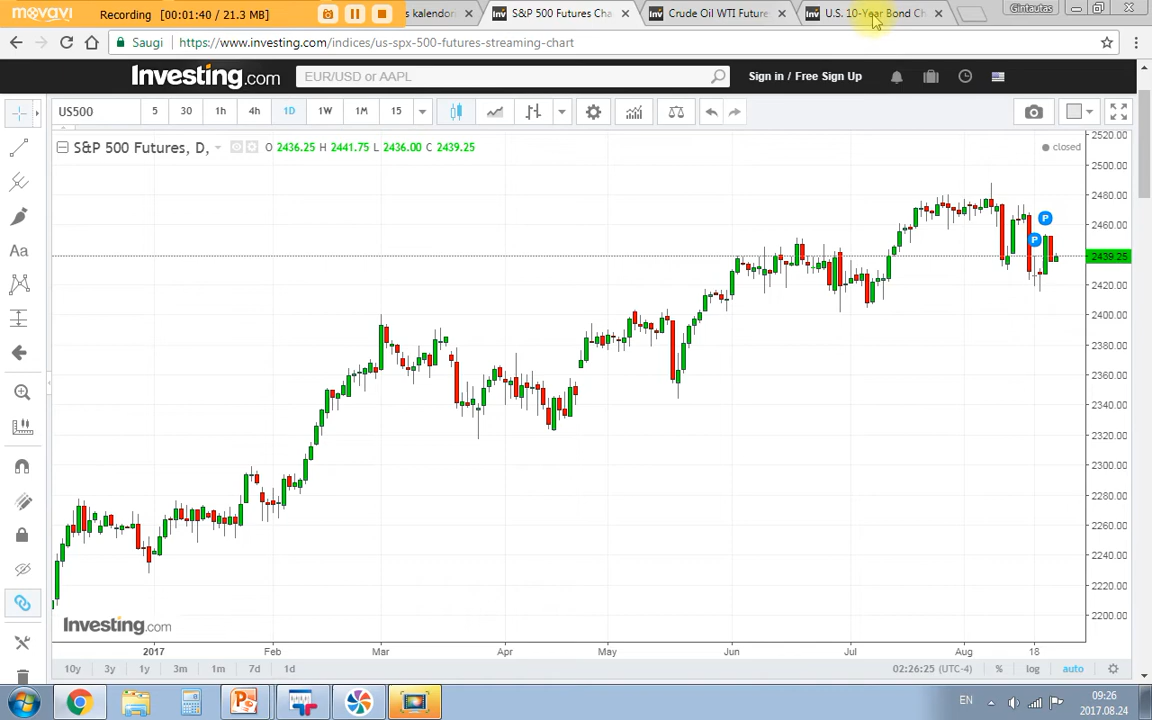 movavi
Recording [00:01:40 / 21.3 MB]
s kalendori
S&P 500 Futures Cha
Crude Oil WTI Future
U.S. 10-Year Bond Ch
Gintautas
Saugi https://www.investing.com/indices/us-spx-500-futures-streaming-chart
Investing.com
EUR/USD or AAPL
Sign in / Free Sign Up
US500 5 30 1h 4h 1D 1W 1M 15
S&P 500 Futures, D, O 2436.25 H 2441.75 L 2436.00 C 2439.25
closed
2520.00
2500.00
2480.00
2460.00
2439.25
2420.00
2400.00
2380.00
2360.00
2340.00
2320.00
2300.00
2280.00
2260.00
2240.00
2220.00
2200.00
P
P
Aa
Investing.com
2017 Feb Mar Apr May Jun Jul Aug 18
10y 3y 1y 3m 1m 7d 1d
02:26:25 (UTC-4) % log auto
EN
09:26
2017.08.24